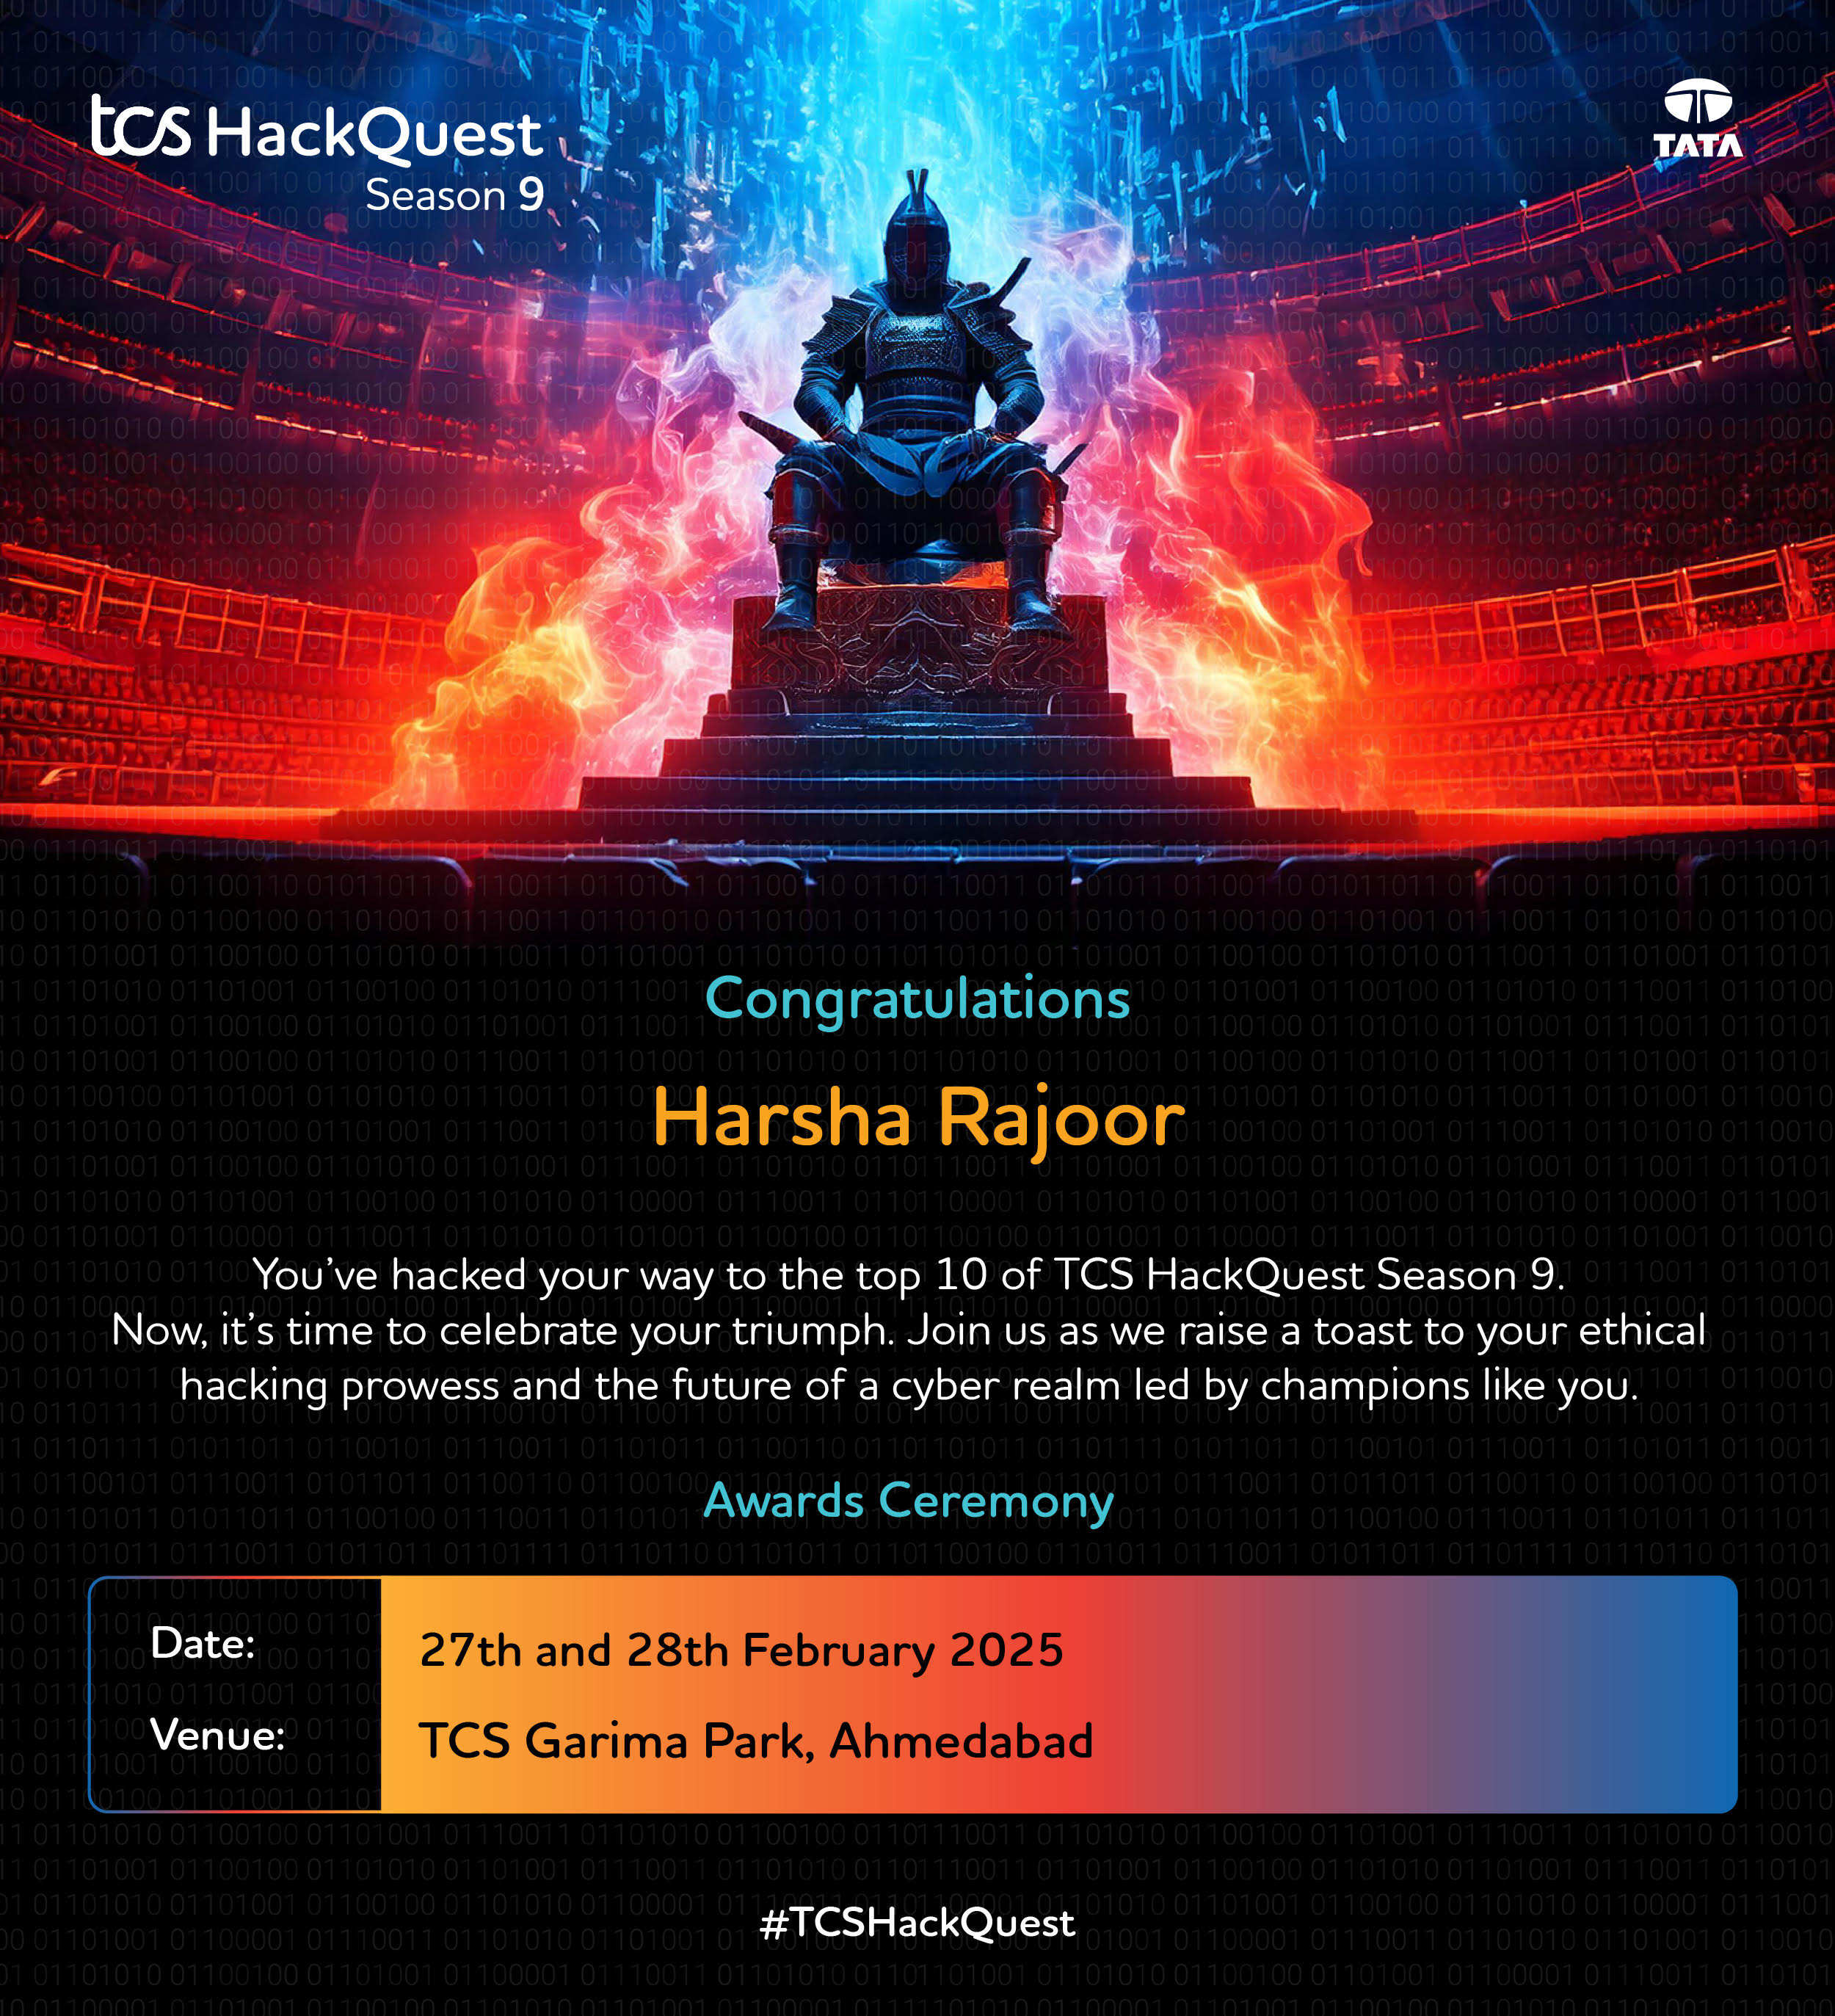 tcs HackQuest
Season 9
TATA
Congratulations
Harsha Rajoor
You’ve hacked your way to the top 10 of TCS HackQuest Season 9.
Now, it’s time to celebrate your triumph. Join us as we raise a toast to your ethical
hacking prowess and the future of a cyber realm led by champions like you.
Awards Ceremony
Date: 27th and 28th February 2025
Venue: TCS Garima Park, Ahmedabad
#TCSHackQuest